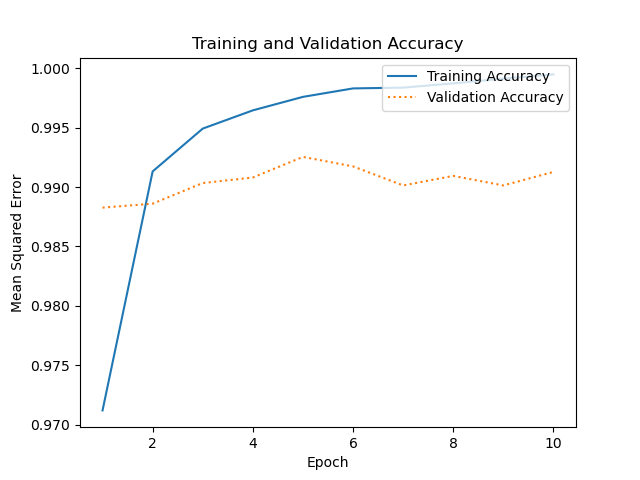 Training and Validation Accuracy
Mean Squared Error
1.000
0.995
0.990
0.985
0.980
0.975
0.970
Training Accuracy
Validation Accuracy
2
4
6
8
10
Epoch